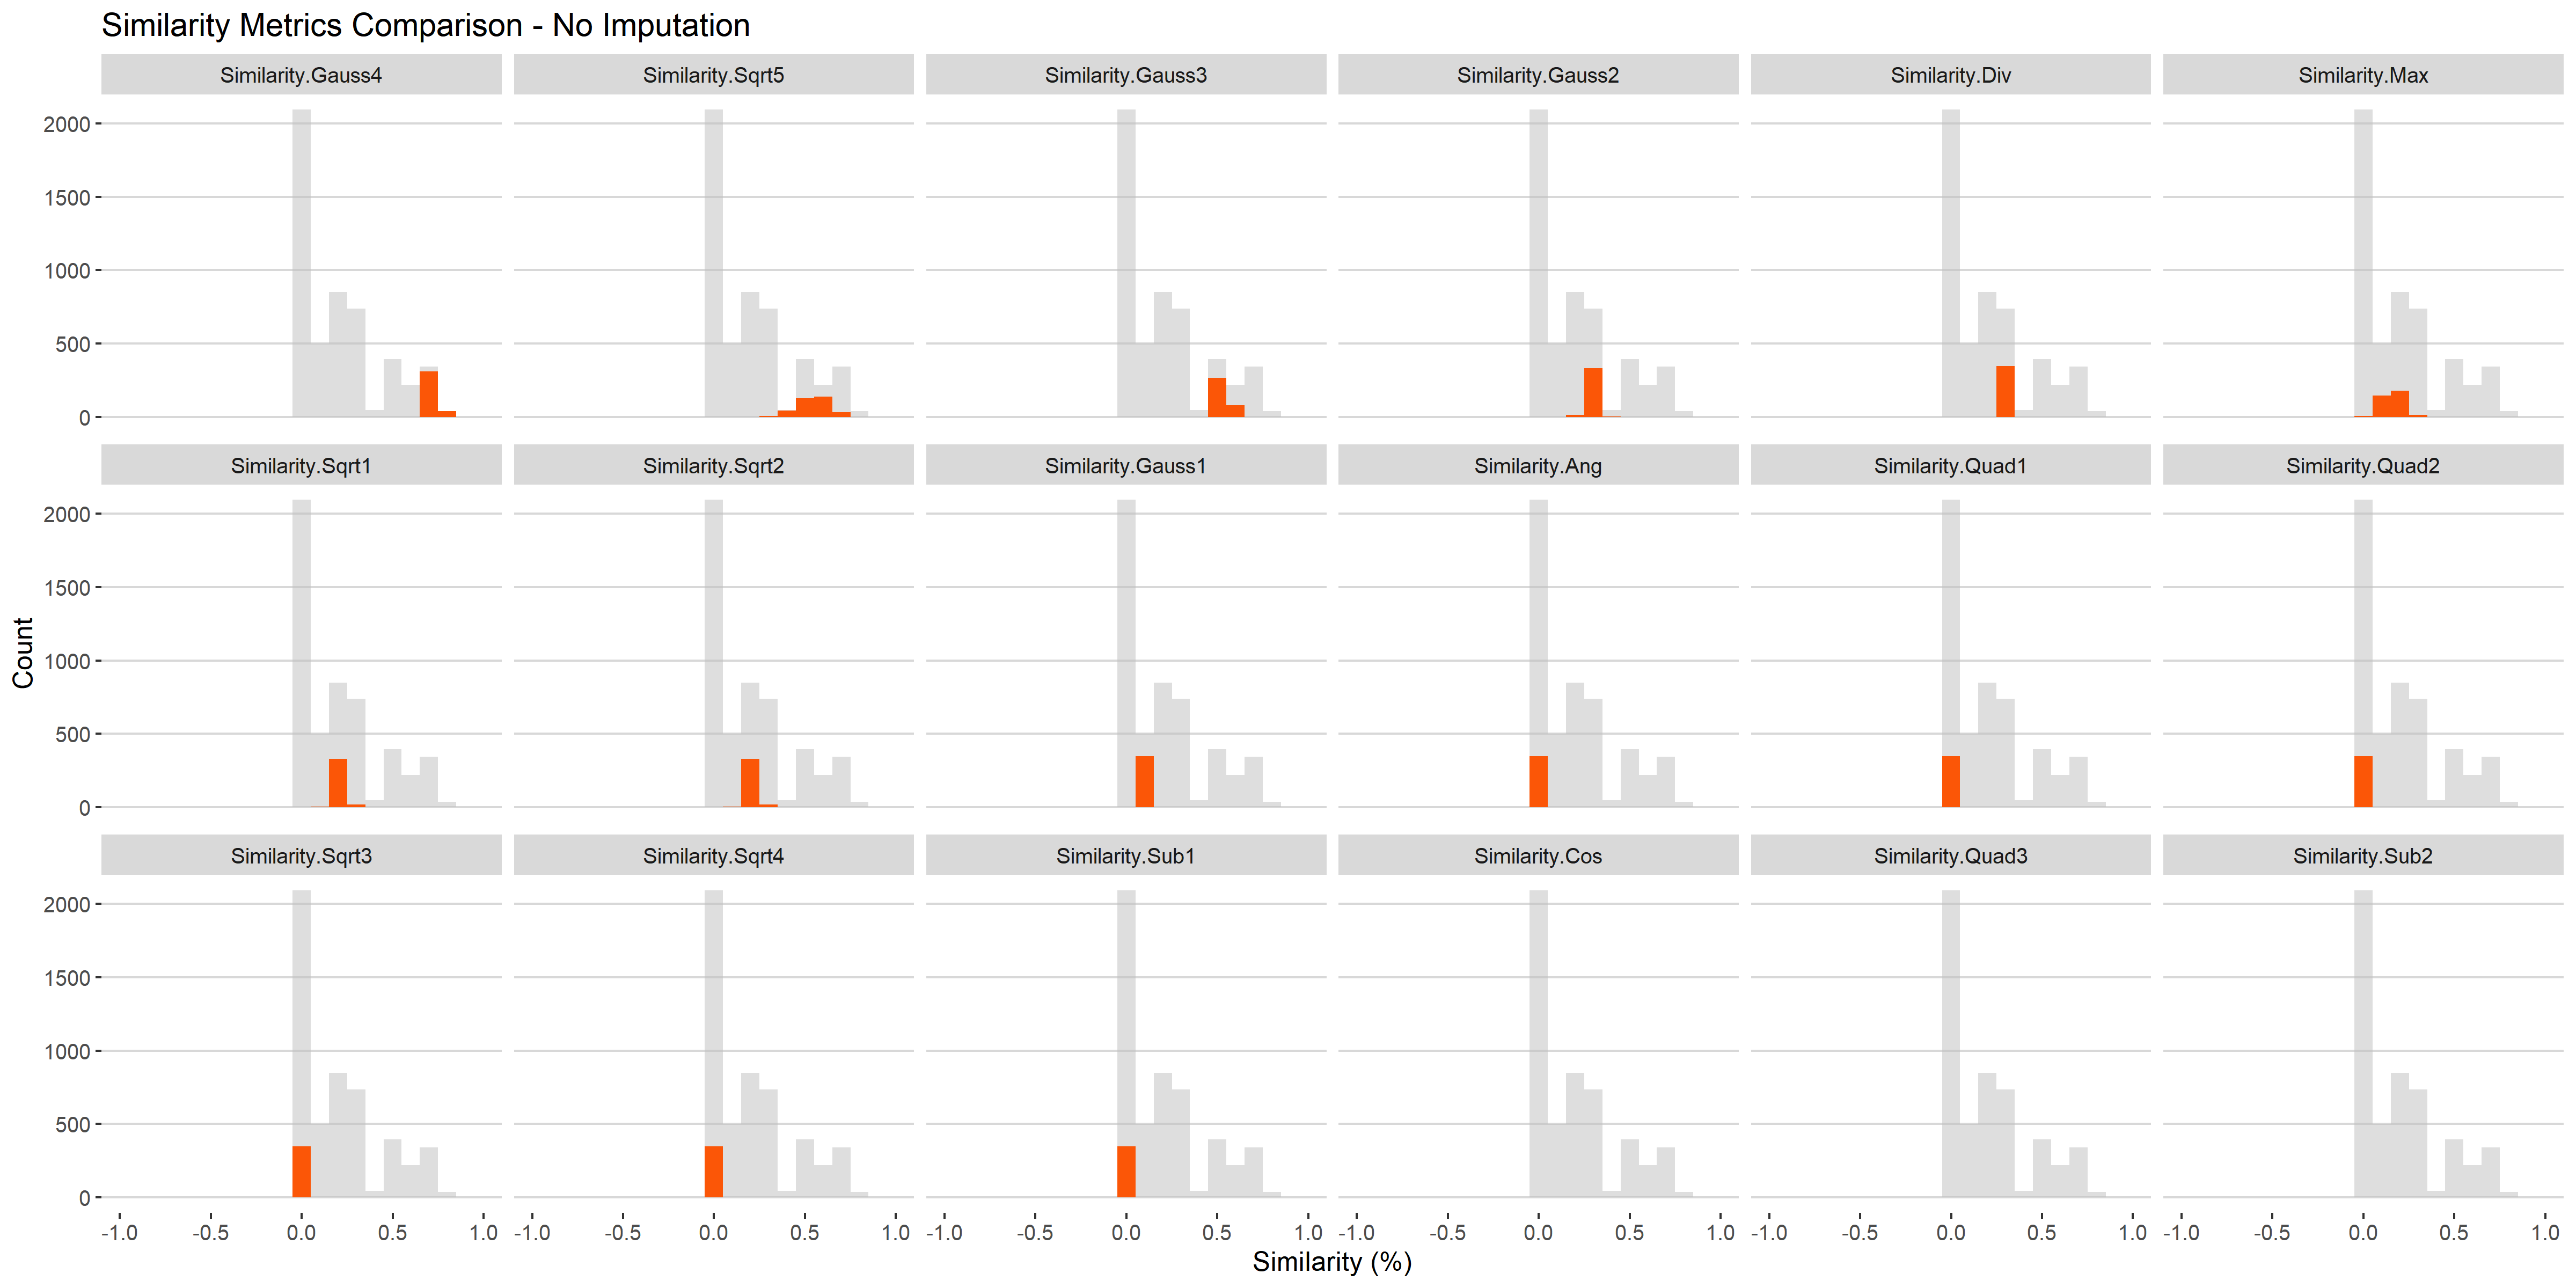 Similarity Metrics Comparison - No Imputation
Similarity.Gauss4 Similarity.Sqrt5 Similarity.Gauss3 Similarity.Gauss2 Similarity.Div Similarity.Max
2000
1500
1000
500
0
Similarity.Sqrt1 Similarity.Sqrt2 Similarity.Gauss1 Similarity.Ang Similarity.Quad1 Similarity.Quad2
2000
1500
1000
500
0
Count
Similarity.Sqrt3 Similarity.Sqrt4 Similarity.Sub1 Similarity.Cos Similarity.Quad3 Similarity.Sub2
2000
1500
1000
500
0
-1.0 -0.5 0.0 0.5 1.0 -1.0 -0.5 0.0 0.5 1.0 -1.0 -0.5 0.0 0.5 1.0 -1.0 -0.5 0.0 0.5 1.0 -1.0 -0.5 0.0 0.5 1.0 -1.0 -0.5 0.0 0.5 1.0
Similarity (%)